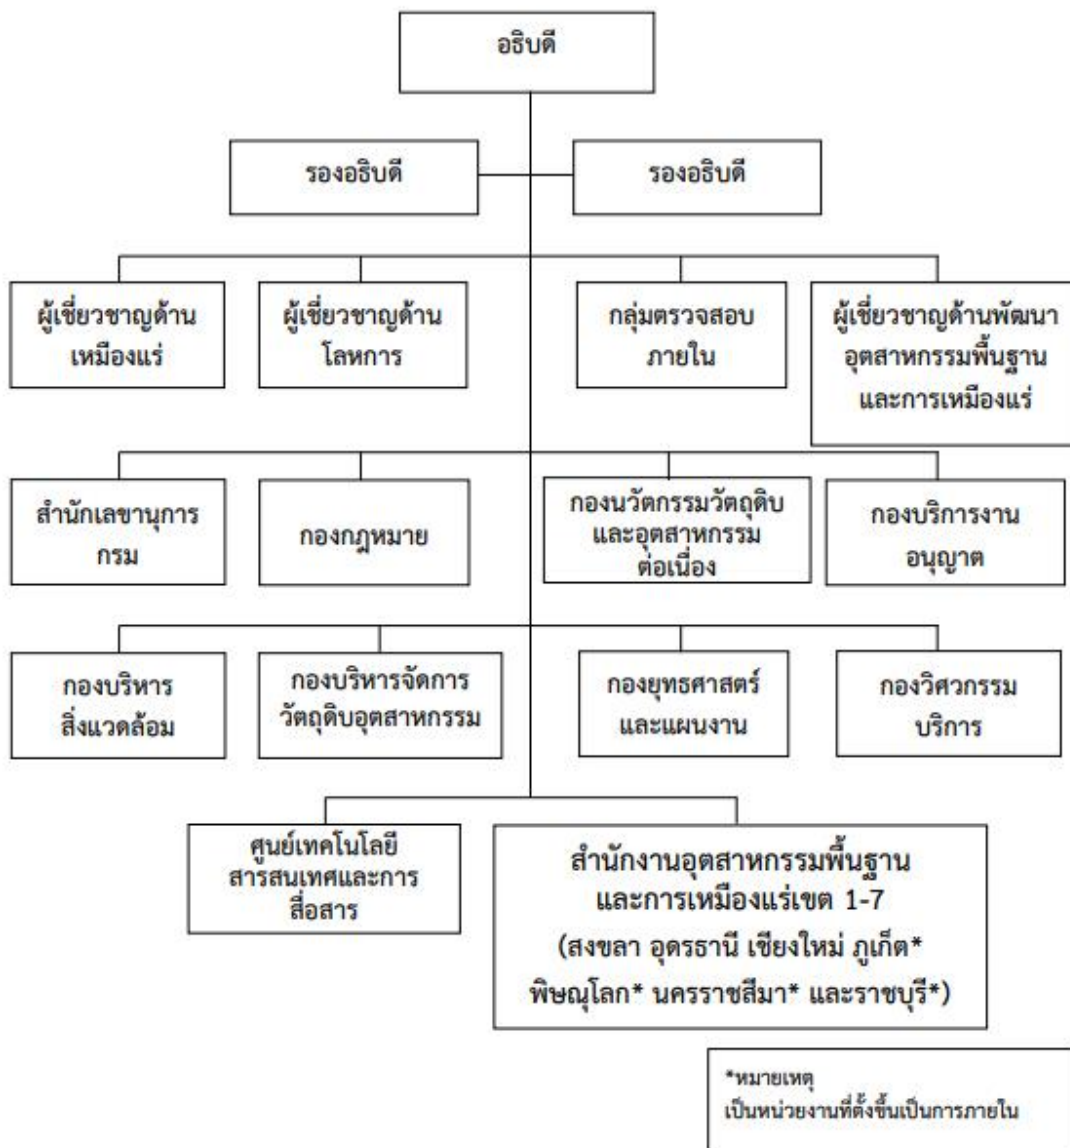 อธิบดี
รองอธิบดี
รองอธิบดี
ผู้เชี่ยวชาญด้าน
เหมืองแร่
ผู้เชี่ยวชาญด้าน
โลหการ
กลุ่มตรวจสอบ
ภายใน
ผู้เชี่ยวชาญด้านพัฒนา
อุตสาหกรรมพื้นฐาน
และการเหมืองแร่
สำนักเลขานุการ
กรม
กองกฎหมาย
กองนวัตกรรมวัตถุดิบ
และอุตสาหกรรม
ต่อเนื่อง
กองบริการงาน
อนุญาต
กองบริหาร
สิ่งแวดล้อม
กองบริหารจัดการ
วัตถุดิบอุตสาหกรรม
กองยุทธศาสตร์
และแผนงาน
กองวิศวกรรม
บริการ
ศูนย์เทคโนโลยี
สารสนเทศและการ
สื่อสาร
สำนักงานอุตสาหกรรมพื้นฐาน
และการเหมืองแร่เขต 1-7
(สงขลา อุดรธานี เชียงใหม่ ภูเก็ต*
พิษณุโลก* นครราชสีมา* และราชบุรี*)
*หมายเหตุ
เป็นหน่วยงานที่ตั้งขึ้นเป็นการภายใน